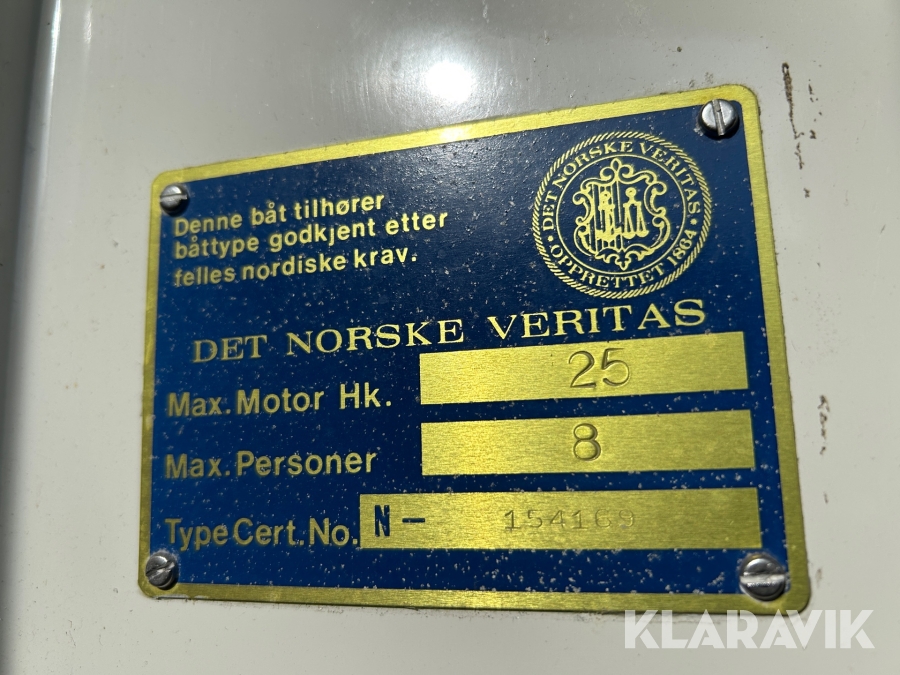 Denne båt tilhører
båttype godkjent etter
felles nordiske krav.
DET NORSKE VERITAS
OPPRETTET 1864
DET NORSKE VERITAS
Max. Motor Hk. 25
Max. Personer 8
Type Cert. No. N- 154169
KLARAVIK